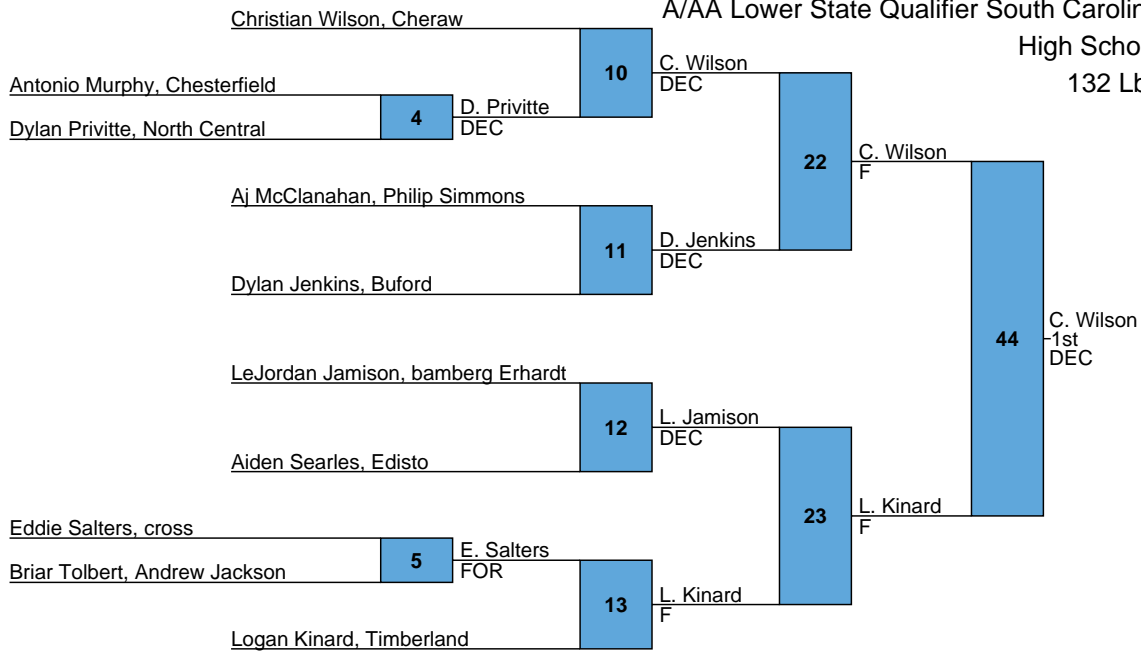 A/AA Lower State Qualifier South Carolin
High Scho
132 Lb
Christian Wilson, Cheraw
10
C. Wilson
DEC
Antonio Murphy, Chesterfield
4
D. Privitte
DEC
Dylan Privitte, North Central
22
C. Wilson
F
Aj McClanahan, Philip Simmons
11
D. Jenkins
DEC
Dylan Jenkins, Buford
44
C. Wilson
1st
DEC
LeJordan Jamison, bamberg Erhardt
12
L. Jamison
DEC
Aiden Searles, Edisto
23
L. Kinard
F
Eddie Salters, cross
5
E. Salters
FOR
Briar Tolbert, Andrew Jackson
13
L. Kinard
F
Logan Kinard, Timberland